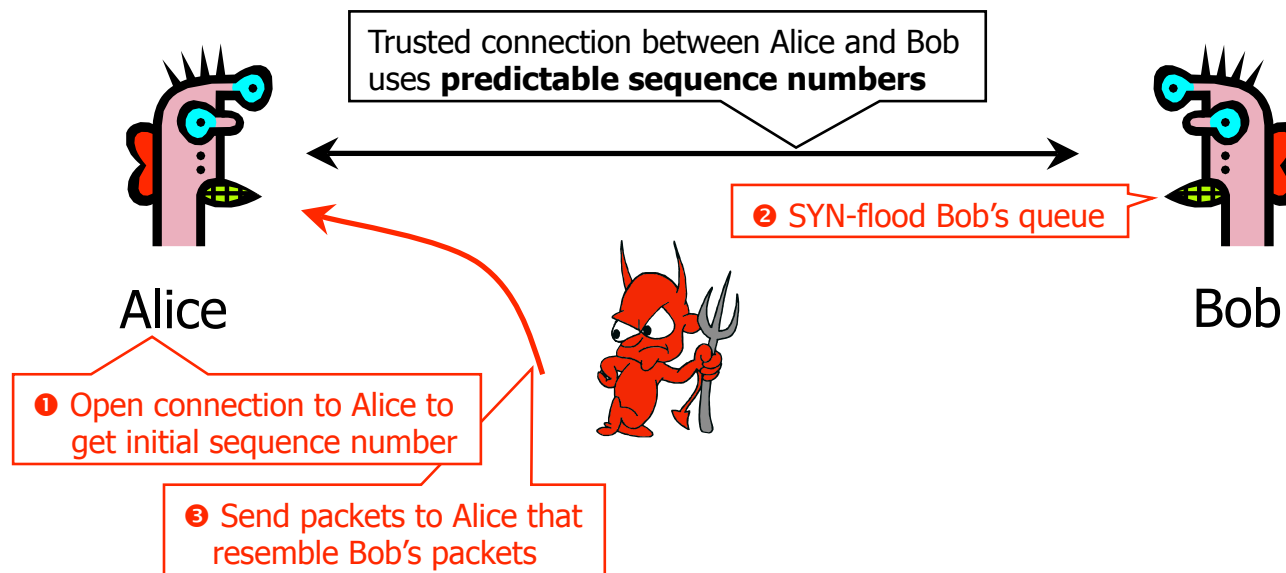 Trusted connection between Alice and Bob
uses predictable sequence numbers
❷ SYN-flood Bob’s queue
Alice
Bob
❶ Open connection to Alice to
get initial sequence number
❸ Send packets to Alice that
resemble Bob’s packets